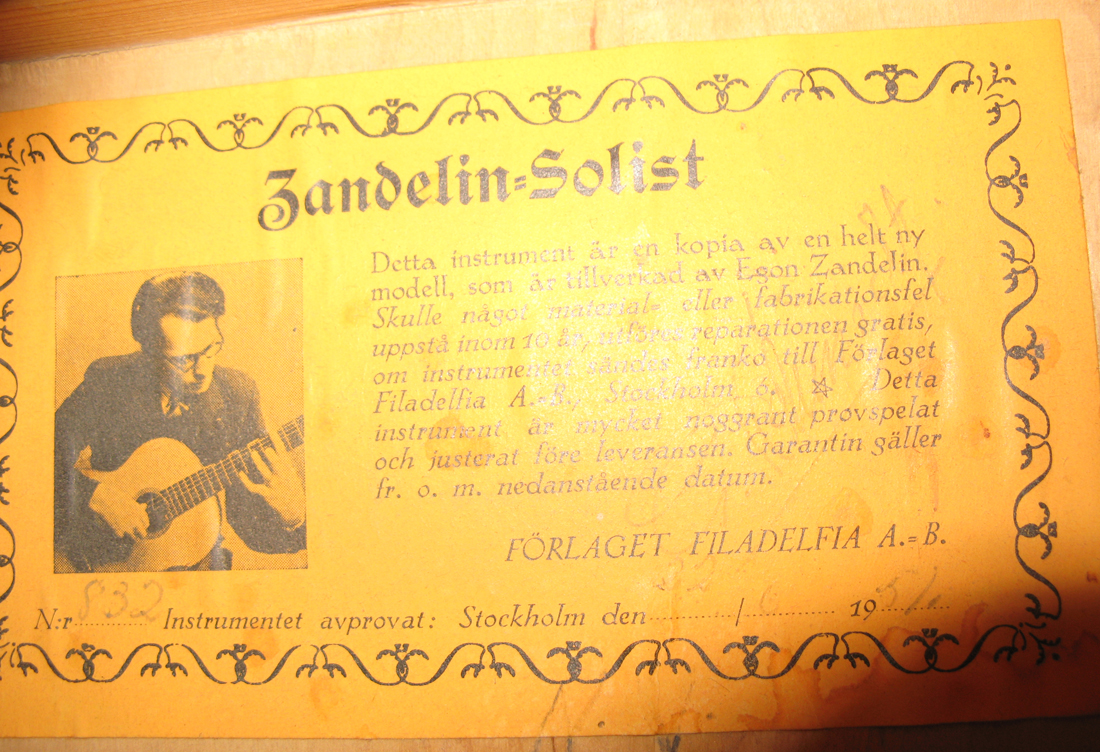 Zandelin=Solist
Detta instrument är en kopia av en helt ny
modell, som är tillverkad av Egon Zandelin.
Skulle något material= eller fabrikationsfel
uppstå inom 10 år, utföres reparationen gratis,
om instrumentet sändes franko till Förlaget
Filadelfia A.=B., Stockholm 6. ☆ Detta
instrument är mycket noggrant provspelat
och justerat före leveransen. Garantin gäller
fr. o. m. nedanstående datum.
FÖRLAGET FILADELFIA A.=B.
N:r 832 Instrumentet avprovat: Stockholm den / 19